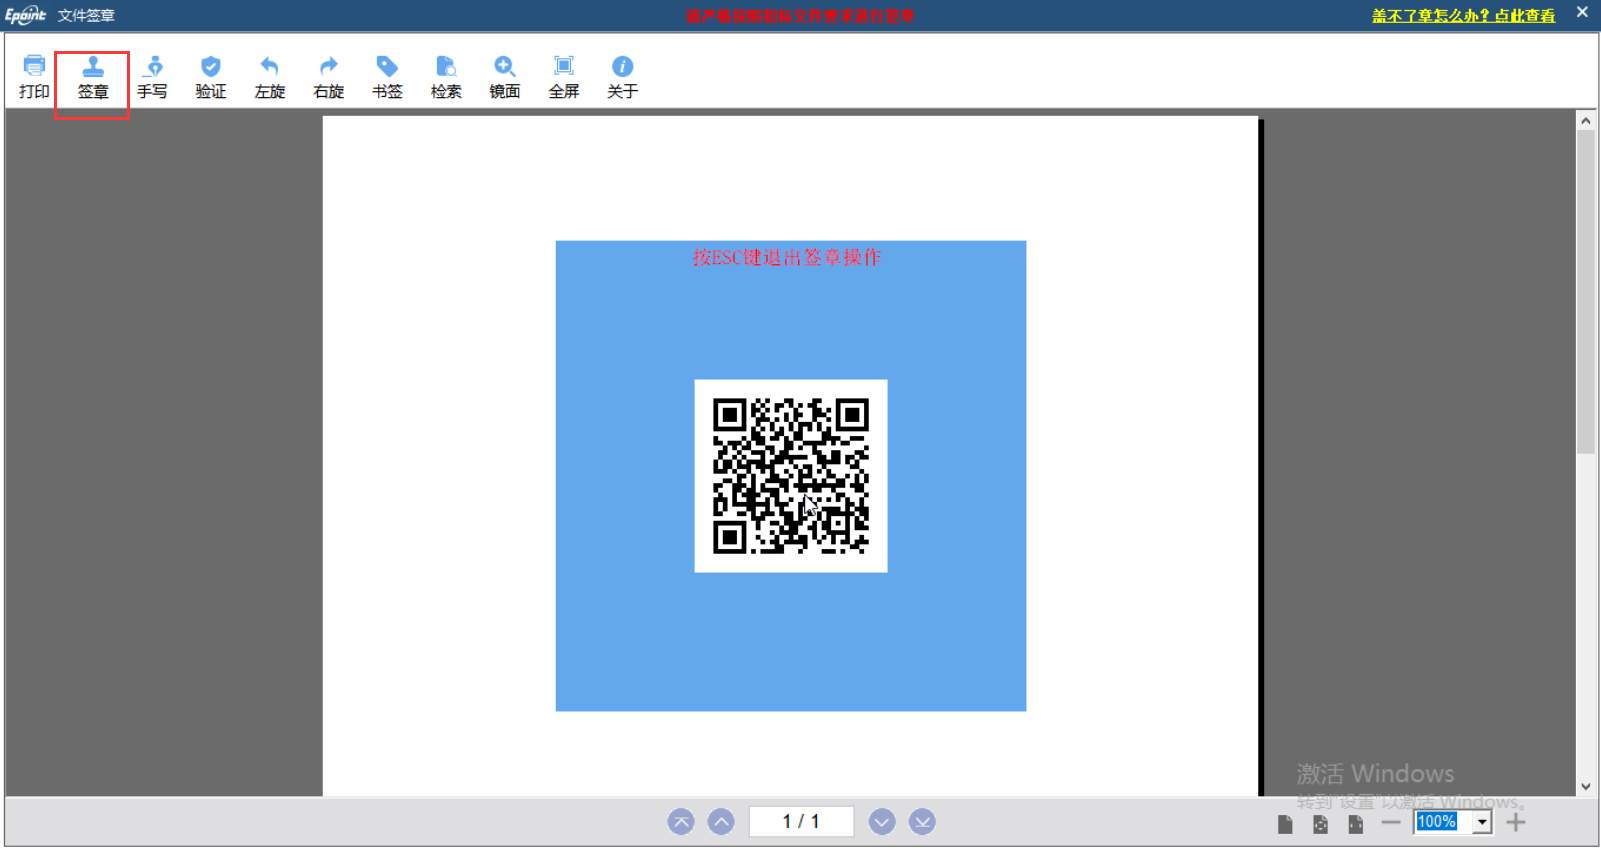 Epoint 文件签章
请严格按照招标文件要求进行签章
盖不了章怎么办? 点此查看
打印 签章 手写 验证 左旋 右旋 书签 检索 镜面 全屏 关于
按ESC键退出签章操作
激活 Windows
转到"设置"以激活 Windows。
1 / 1
100%